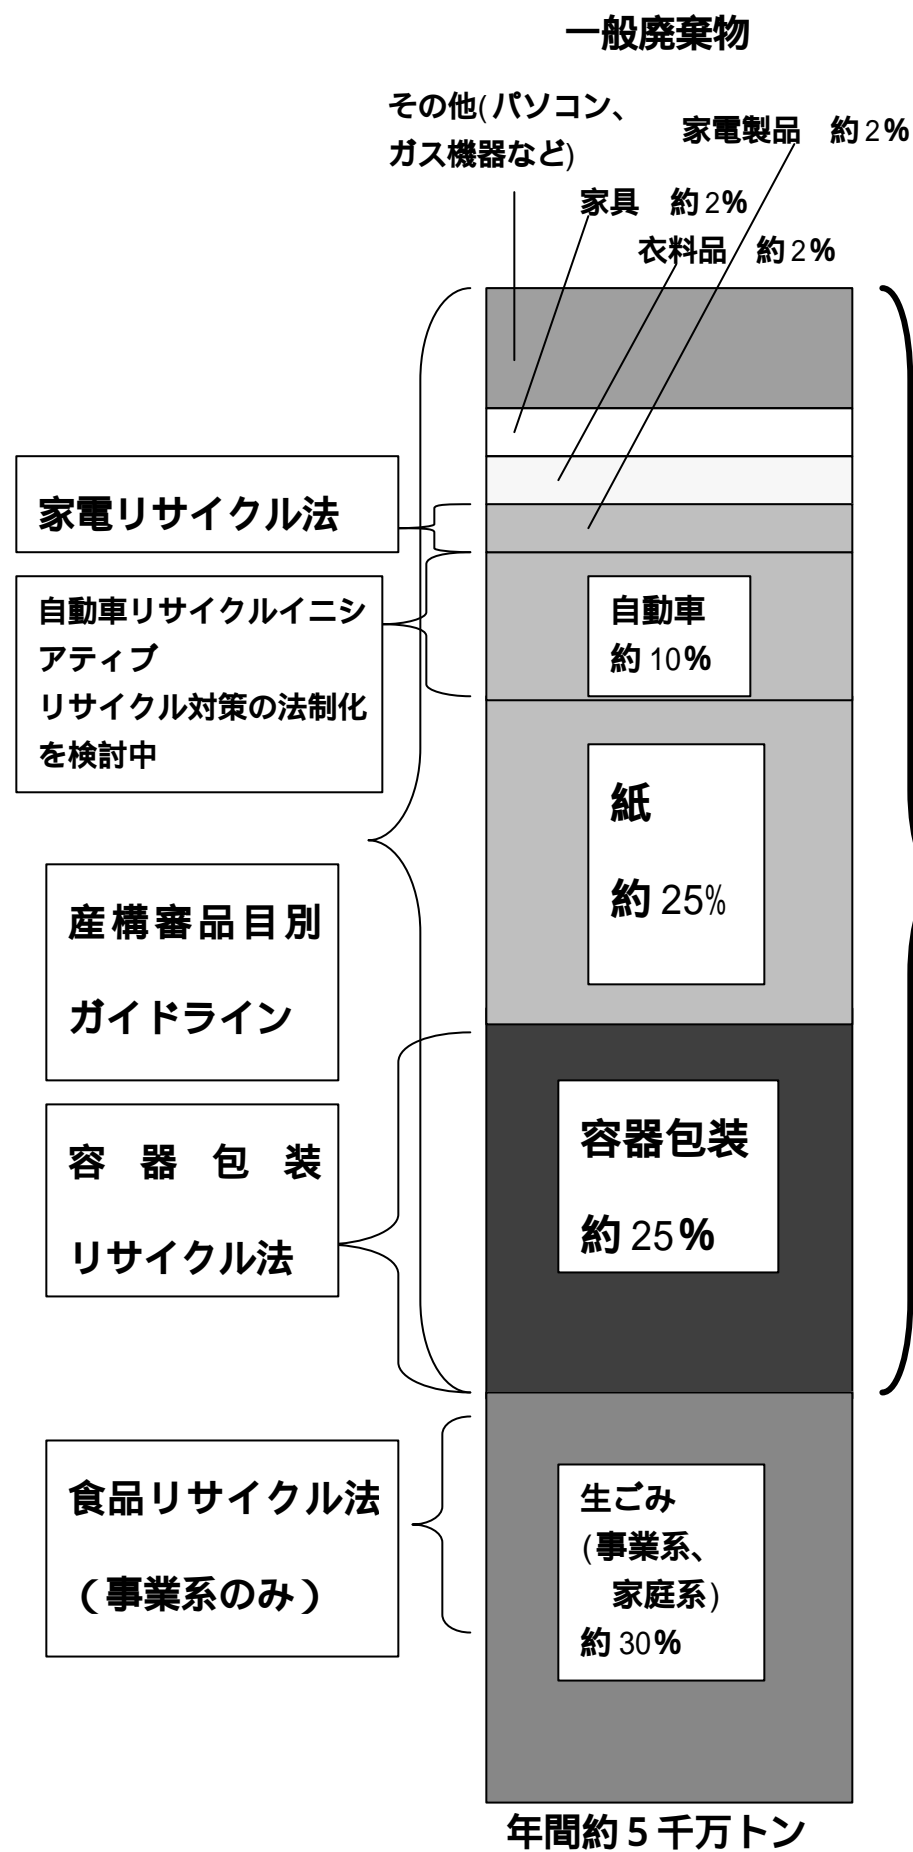 一般廃棄物
その他(パソコン、
ガス機器など)
家電製品　約2%
家具　約2%
衣料品　約2%
家電リサイクル法
自動車リサイクルイニシ
アティブ
リサイクル対策の法制化
を検討中
自動車
約10%
紙
約25%
産構審品目別
ガイドライン
容器包装
リサイクル法
容器包装
約25%
食品リサイクル法
（事業系のみ）
生ごみ
(事業系、
家庭系)
約30%
年間約５千万トン